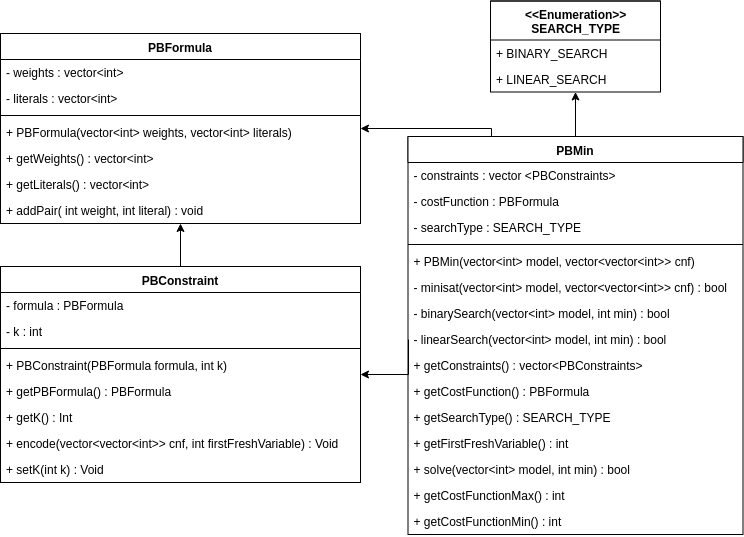 <<Enumeration>>
SEARCH_TYPE
+ BINARY_SEARCH
+ LINEAR_SEARCH
PBFormula
- weights : vector<int>
- literals : vector<int>
+ PBFormula(vector<int> weights, vector<int> literals)
+ getWeights() : vector<int>
+ getLiterals() : vector<int>
+ addPair( int weight, int literal) : void
PBConstraint
- formula : PBFormula
- k : int
+ PBConstraint(PBFormula formula, int k)
+ getPBFormula() : PBFormula
+ getK() : Int
+ encode(vector<vector<int>> cnf, int firstFreshVariable) : Void
+ setK(int k) : Void
PBMin
- constraints : vector <PBConstraints>
- costFunction : PBFormula
- searchType : SEARCH_TYPE
+ PBMin(vector<int> model, vector<vector<int>> cnf)
- minisat(vector<int> model, vector<vector<int>> cnf) : bool
- binarySearch(vector<int> model, int min) : bool
- linearSearch(vector<int> model, int min) : bool
+ getConstraints() : vector<PBConstraints>
+ getCostFunction() : PBFormula
+ getSearchType() : SEARCH_TYPE
+ getFirstFreshVariable() : int
+ solve(vector<int> model, int min) : bool
+ getCostFunctionMax() : int
+ getCostFunctionMin() : int